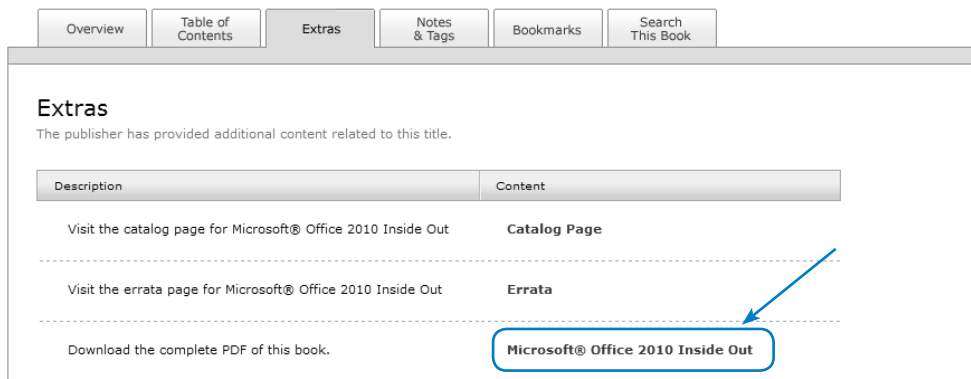 Overview
Table of
Contents
Extras
Notes
& Tags
Bookmarks
Search
This Book
Extras
The publisher has provided additional content related to this title.
Description
Content
Visit the catalog page for Microsoft® Office 2010 Inside Out
Catalog Page
Visit the errata page for Microsoft® Office 2010 Inside Out
Errata
Download the complete PDF of this book.
Microsoft® Office 2010 Inside Out